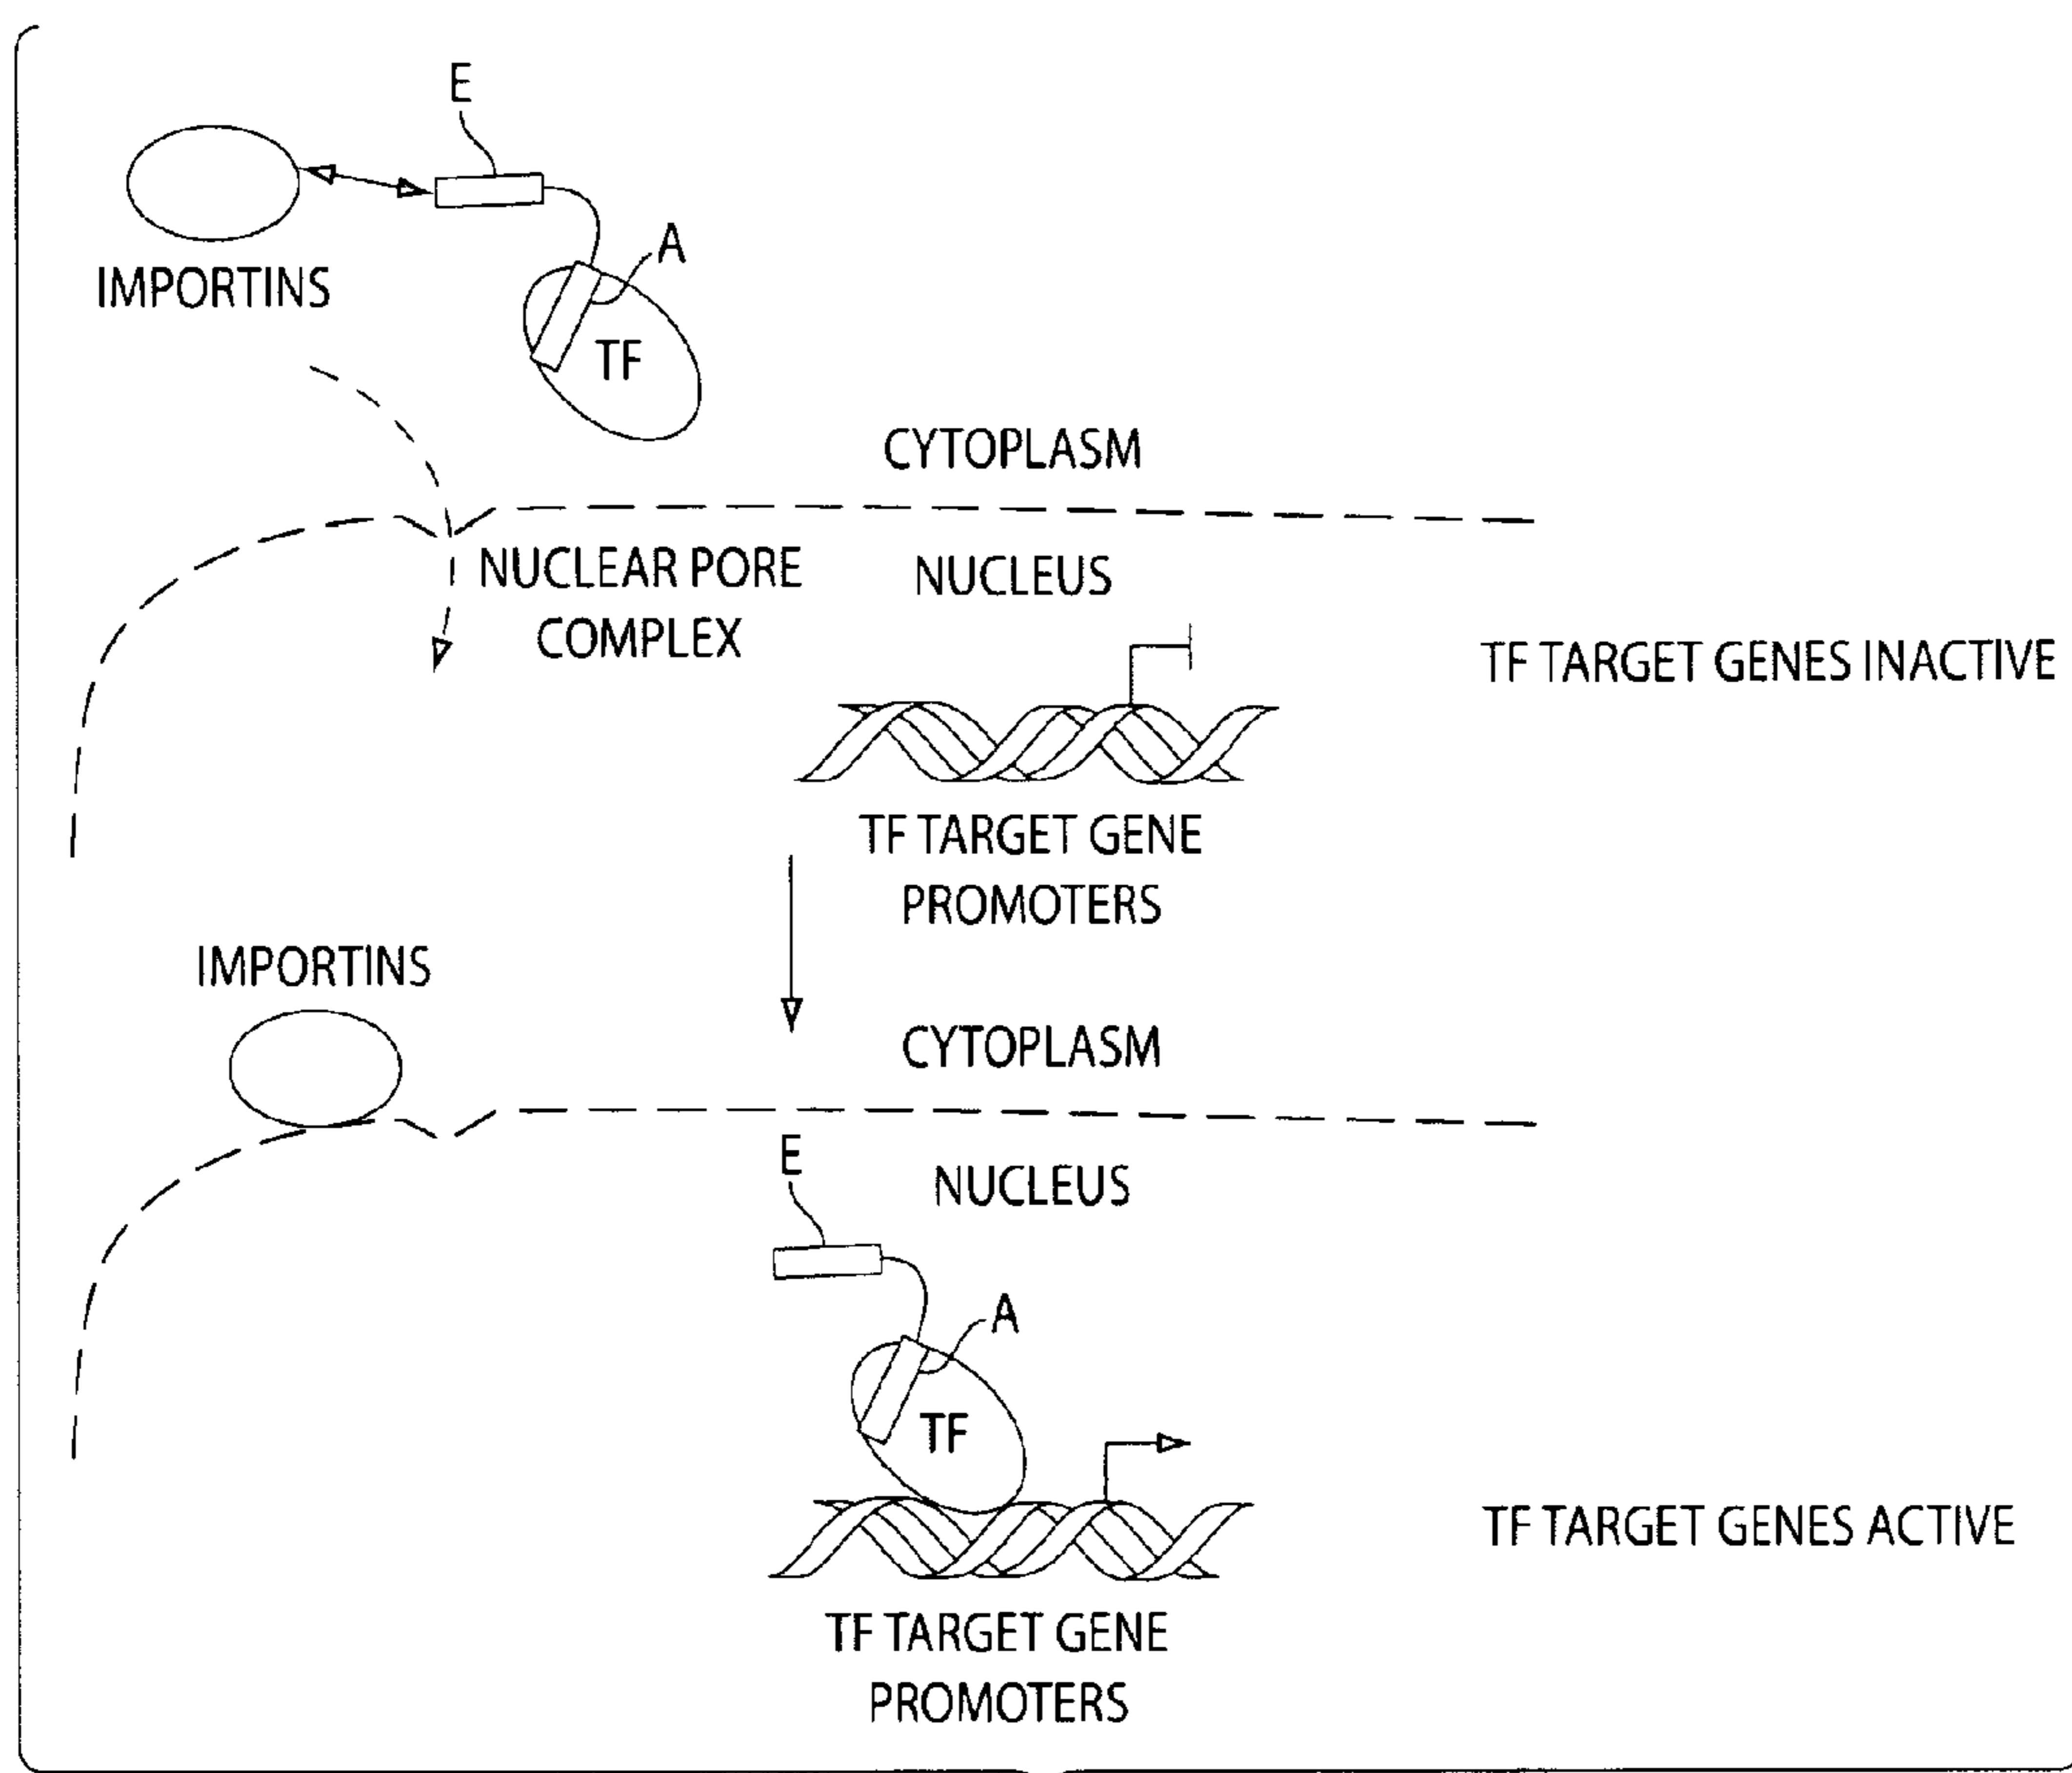 E
A
IMPORTINS
TF
CYTOPLASM
NUCLEAR PORE
COMPLEX
NUCLEUS
TF TARGET GENES INACTIVE
TF TARGET GENE
PROMOTERS
IMPORTINS
CYTOPLASM
E
NUCLEUS
A
TF
TF TARGET GENES ACTIVE
TF TARGET GENE
PROMOTERS